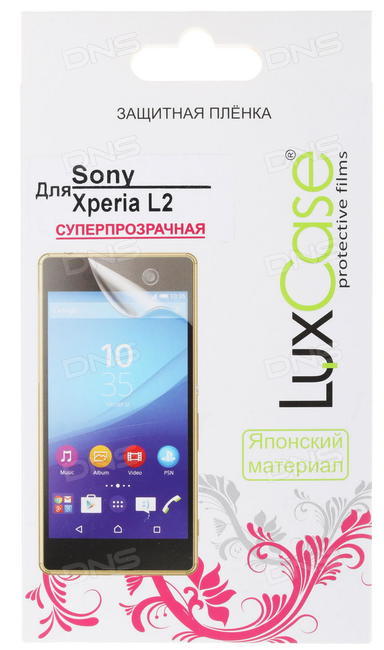 ЗАЩИТНАЯ ПЛЁНКА
Для Sony
Xperia L2
СУПЕРПРОЗРАЧНАЯ
LuxCase®
protective films
10
35
Music
Album
Video
PSN
Японский
материал
DNS